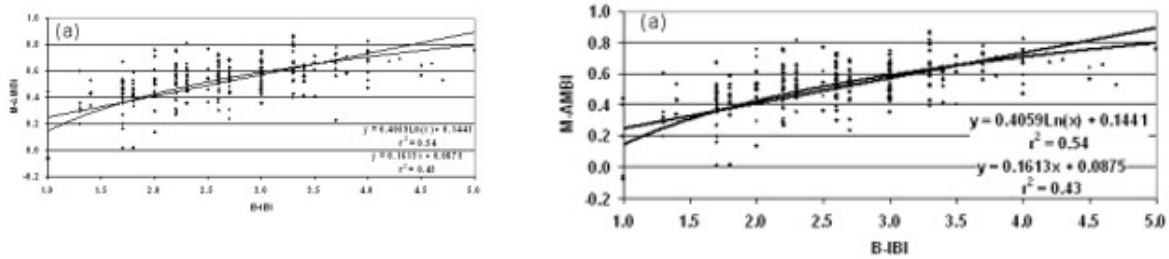 (a)
1.0
0.8
0.6
0.4
0.2
0.0
-0.2
M-AMBI
y = 0.4059Ln(x) + 0.1441
r² = 0.54
y = 0.1613x + 0.0875
r² = 0.43
1.0 1.5 2.0 2.5 3.0 3.5 4.0 4.5 5.0
B-IBI
(a)
1.0
0.8
0.6
0.4
0.2
0.0
-0.2
M-AMBI
y = 0.4059Ln(x) + 0.1441
r² = 0.54
y = 0.1613x + 0.0875
r² = 0.43
1.0 1.5 2.0 2.5 3.0 3.5 4.0 4.5 5.0
B-IBI